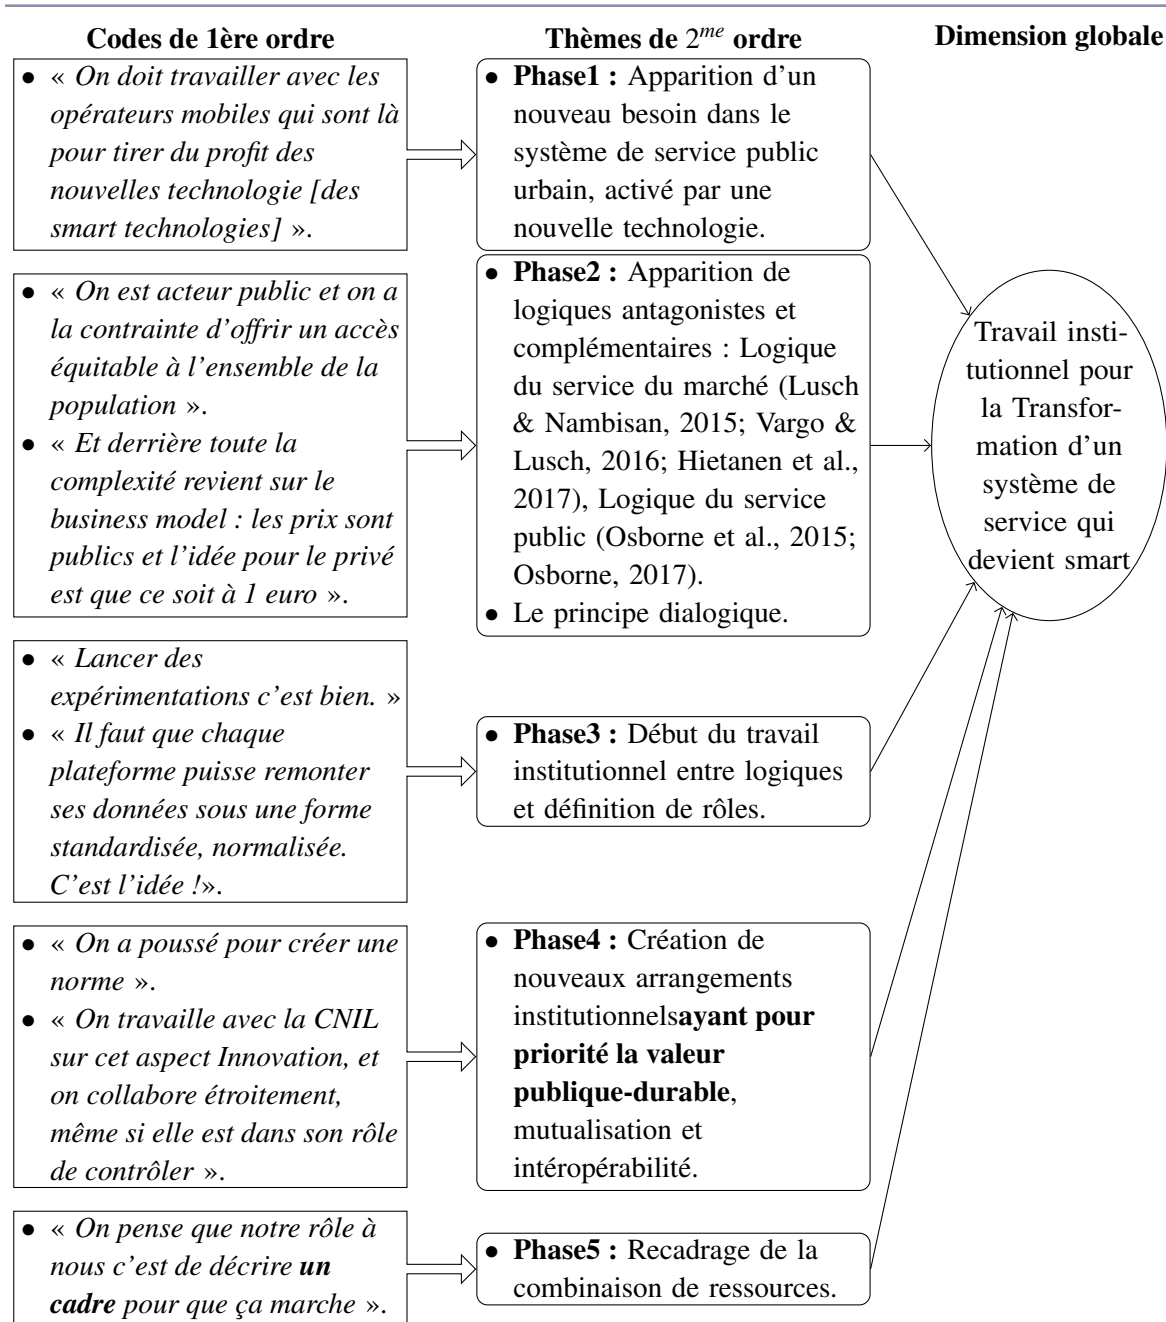 Codes de 1ère ordre
Thèmes de 2me ordre
Dimension globale
• « On doit travailler avec les
opérateurs mobiles qui sont là
pour tirer du profit des
nouvelles technologie [des
smart technologies] ».
• Phase1 : Apparition d'un
nouveau besoin dans le
système de service public
urbain, activé par une
nouvelle technologie.
• « On est acteur public et on a
la contrainte d'offrir un accès
équitable à l'ensemble de la
population ».
• « Et derrière toute la
complexité revient sur le
business model : les prix sont
publics et l'idée pour le privé
est que ce soit à 1 euro ».
• Phase2 : Apparition de
logiques antagonistes et
complémentaires : Logique
du service du marché (Lusch
& Nambisan, 2015; Vargo &
Lusch, 2016; Hietanen et al.,
2017), Logique du service
public (Osborne et al., 2015;
Osborne, 2017).
• Le principe dialogique.
Travail insti-
tutionnel pour
la Transfor-
mation d'un
système de
service qui
devient smart
• « Lancer des
expérimentations c'est bien. »
• « Il faut que chaque
plateforme puisse remonter
ses données sous une forme
standardisée, normalisée.
C'est l'idée !».
• Phase3 : Début du travail
institutionnel entre logiques
et définition de rôles.
• « On a poussé pour créer une
norme ».
• « On travaille avec la CNIL
sur cet aspect Innovation, et
on collabore étroitement,
même si elle est dans son rôle
de contrôler ».
• Phase4 : Création de
nouveaux arrangements
institutionnelsayant pour
priorité la valeur
publique-durable,
mutualisation et
intéropérabilité.
• « On pense que notre rôle à
nous c'est de décrire un
cadre pour que ça marche ».
• Phase5 : Recadrage de la
combinaison de ressources.